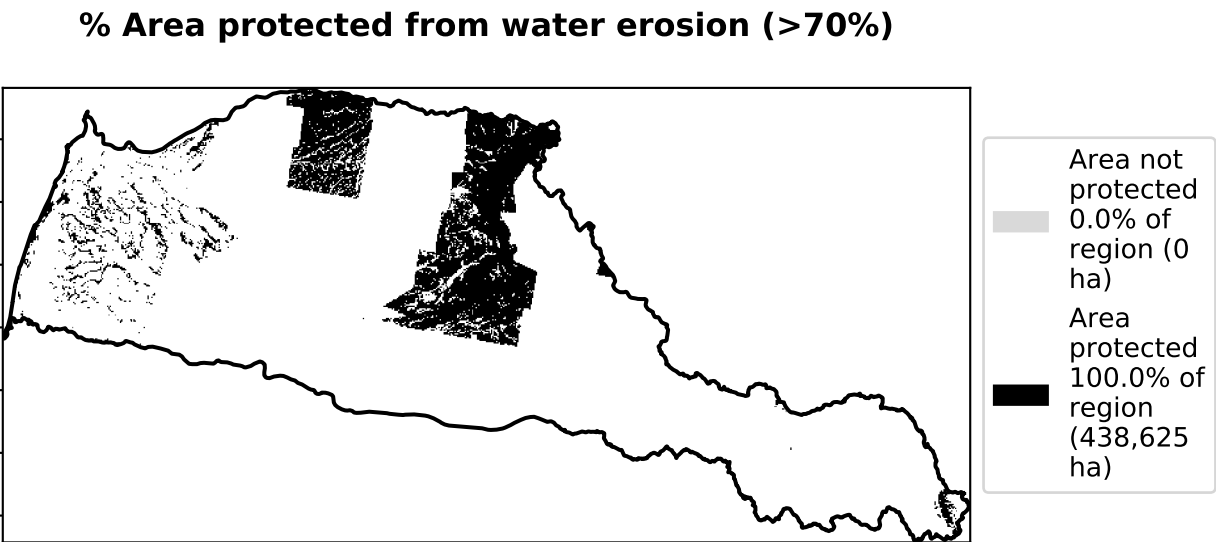 % Area protected from water erosion (>70%)
Area not
protected
0.0% of
region (0
ha)
Area
protected
100.0% of
region
(438,625
ha)